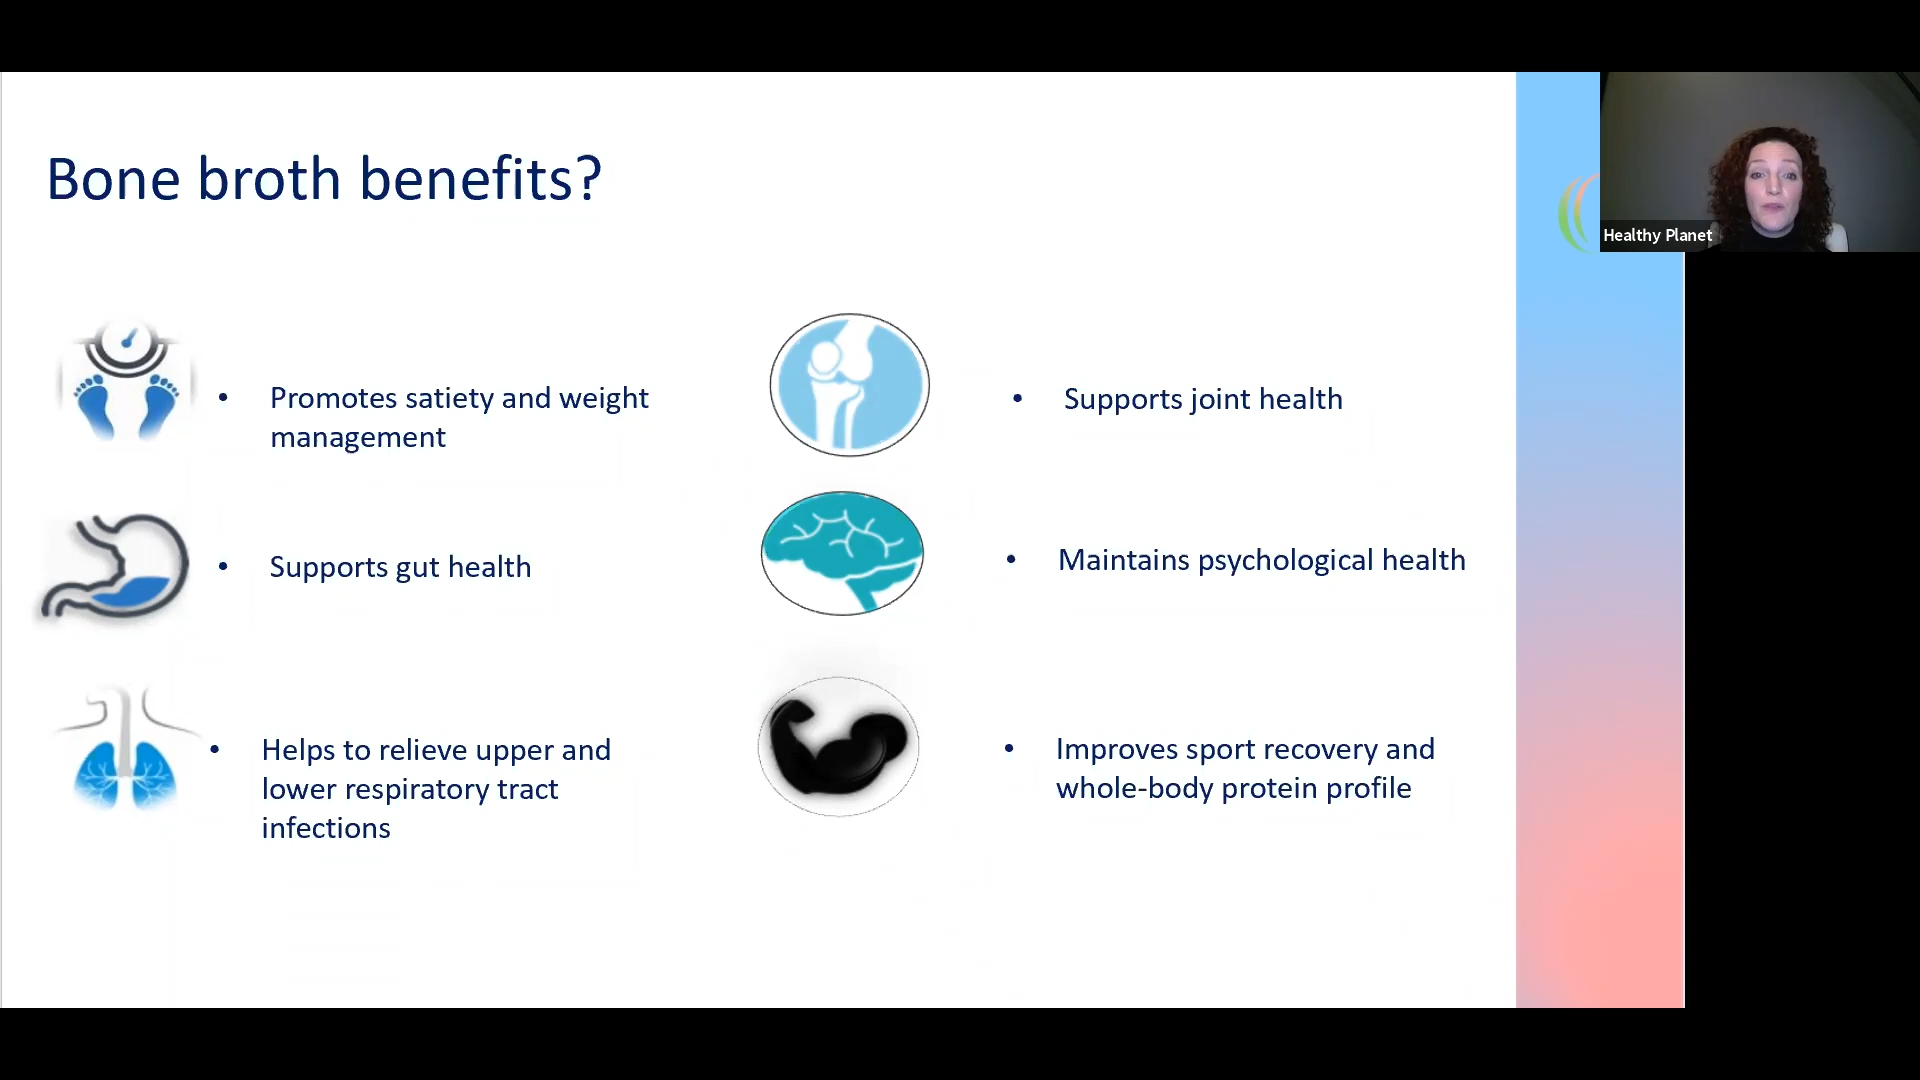 Bone broth benefits?
Healthy Planet
• Promotes satiety and weight
management
• Supports gut health
• Helps to relieve upper and
lower respiratory tract
infections
• Supports joint health
• Maintains psychological health
• Improves sport recovery and
whole-body protein profile